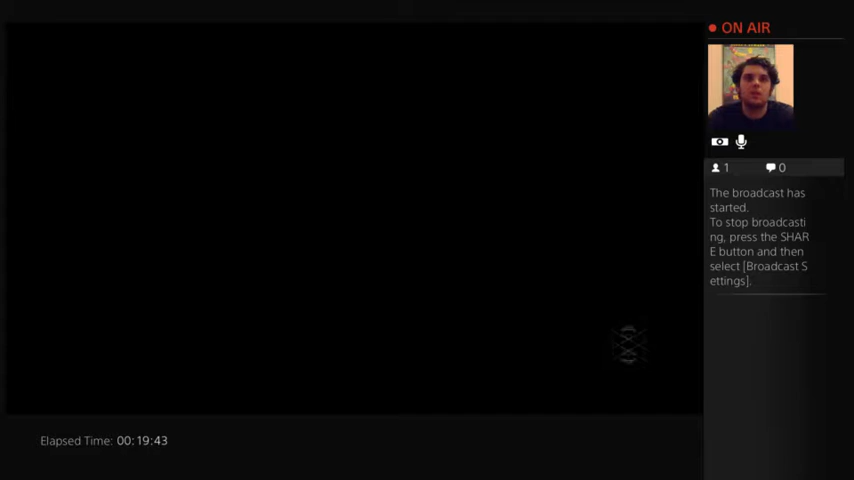 ON AIR
1 0
The broadcast has
started.
To stop broadcasti
ng, press the SHAR
E button and then
select [Broadcast S
ettings].
Elapsed Time: 00:19:43